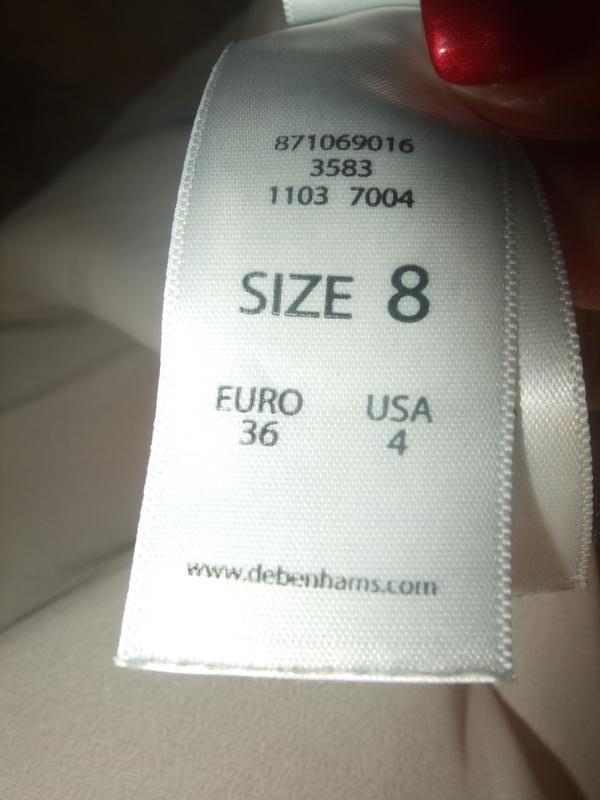 871069016
3583
1103 7004
SIZE 8
EURO USA
36 4
www.debenhams.com